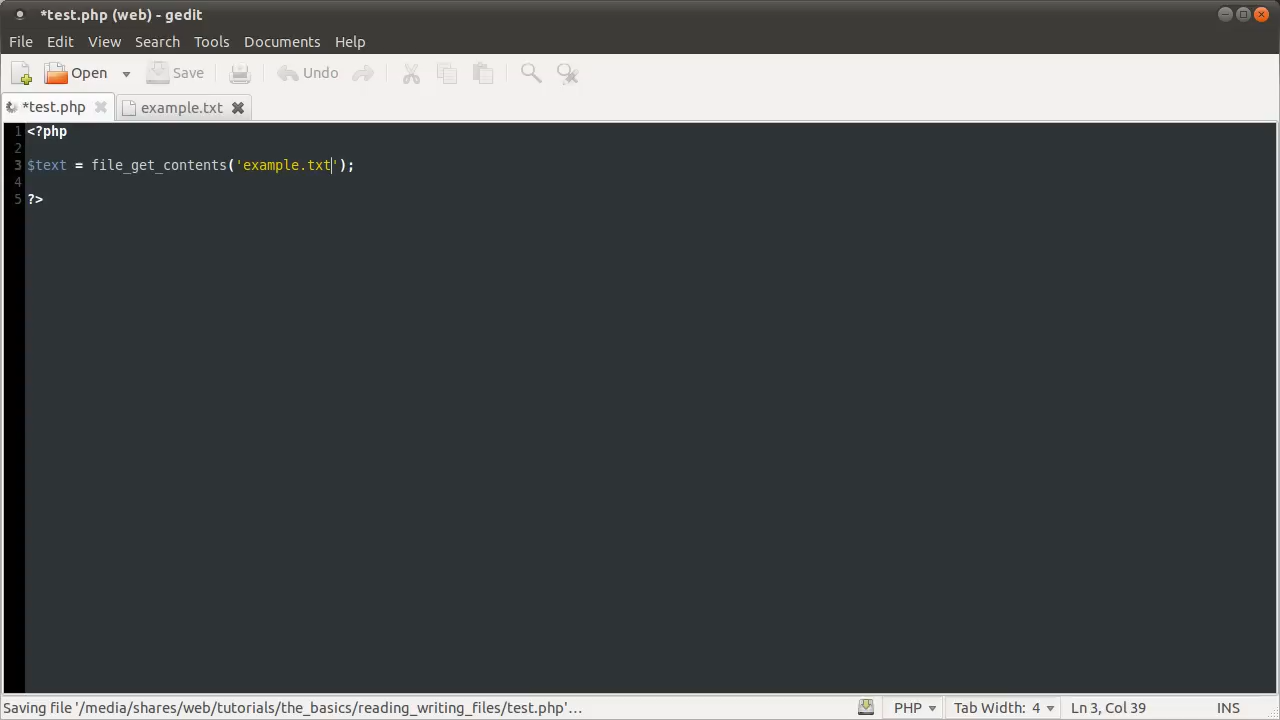 *test.php (web) - gedit
File Edit View Search Tools Documents Help
Open Save Undo
*test.php example.txt
1 <?php
2
3 $text = file_get_contents('example.txt');
4
5 ?>
Saving file '/media/shares/web/tutorials/the_basics/reading_writing_files/test.php'… PHP Tab Width: 4 Ln 3, Col 39 INS